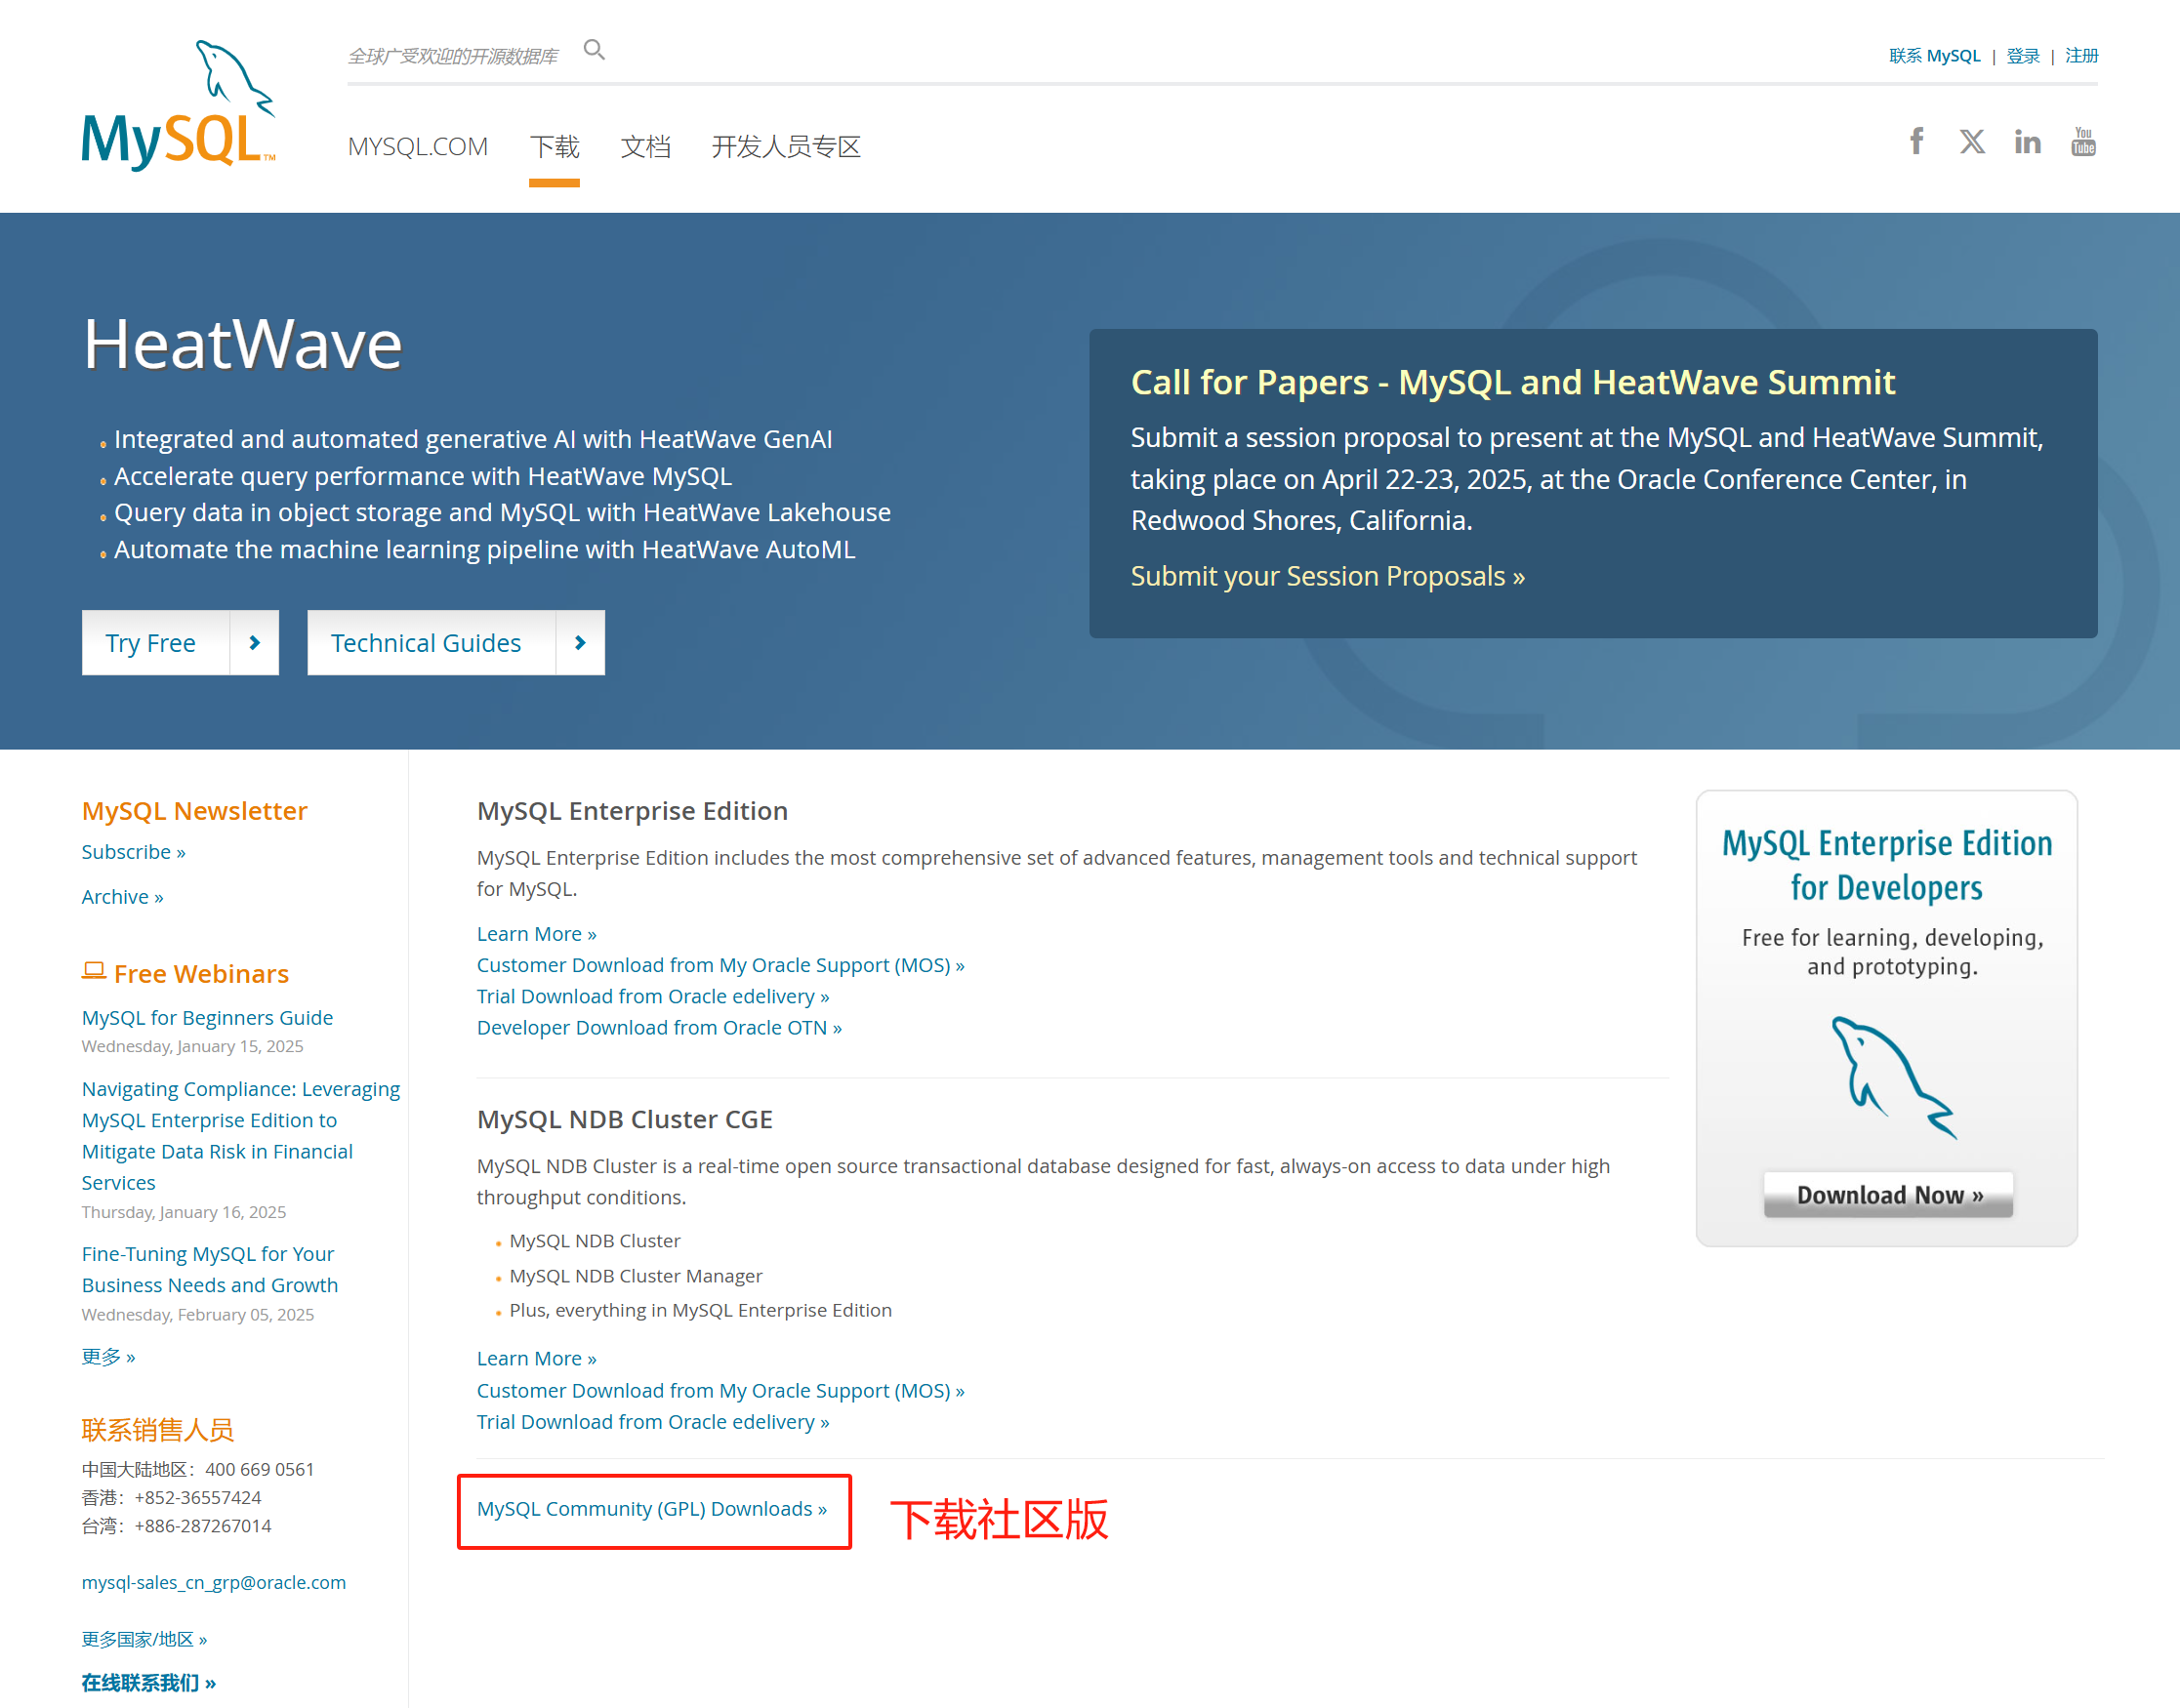 MySQL™
全球广受欢迎的开源数据库
联系 MySQL | 登录 | 注册
MYSQL.COM 下载 文档 开发人员专区
You Tube
HeatWave
Integrated and automated generative AI with HeatWave GenAI
Accelerate query performance with HeatWave MySQL
Query data in object storage and MySQL with HeatWave Lakehouse
Automate the machine learning pipeline with HeatWave AutoML
Try Free
Technical Guides
Call for Papers - MySQL and HeatWave Summit
Submit a session proposal to present at the MySQL and HeatWave Summit,
taking place on April 22-23, 2025, at the Oracle Conference Center, in
Redwood Shores, California.
Submit your Session Proposals »
MySQL Newsletter
Subscribe »
Archive »
Free Webinars
MySQL for Beginners Guide
Wednesday, January 15, 2025
Navigating Compliance: Leveraging
MySQL Enterprise Edition to
Mitigate Data Risk in Financial
Services
Thursday, January 16, 2025
Fine-Tuning MySQL for Your
Business Needs and Growth
Wednesday, February 05, 2025
更多 »
联系销售人员
中国大陆地区：400 669 0561
香港：+852-36557424
台湾：+886-287267014
mysql-sales_cn_grp@oracle.com
更多国家/地区 »
在线联系我们 »
MySQL Enterprise Edition
MySQL Enterprise Edition includes the most comprehensive set of advanced features, management tools and technical support
for MySQL.
Learn More »
Customer Download from My Oracle Support (MOS) »
Trial Download from Oracle edelivery »
Developer Download from Oracle OTN »
MySQL NDB Cluster CGE
MySQL NDB Cluster is a real-time open source transactional database designed for fast, always-on access to data under high
throughput conditions.
MySQL NDB Cluster
MySQL NDB Cluster Manager
Plus, everything in MySQL Enterprise Edition
Learn More »
Customer Download from My Oracle Support (MOS) »
Trial Download from Oracle edelivery »
MySQL Community (GPL) Downloads »
下载社区版
MySQL Enterprise Edition
for Developers
Free for learning, developing,
and prototyping.
Download Now »